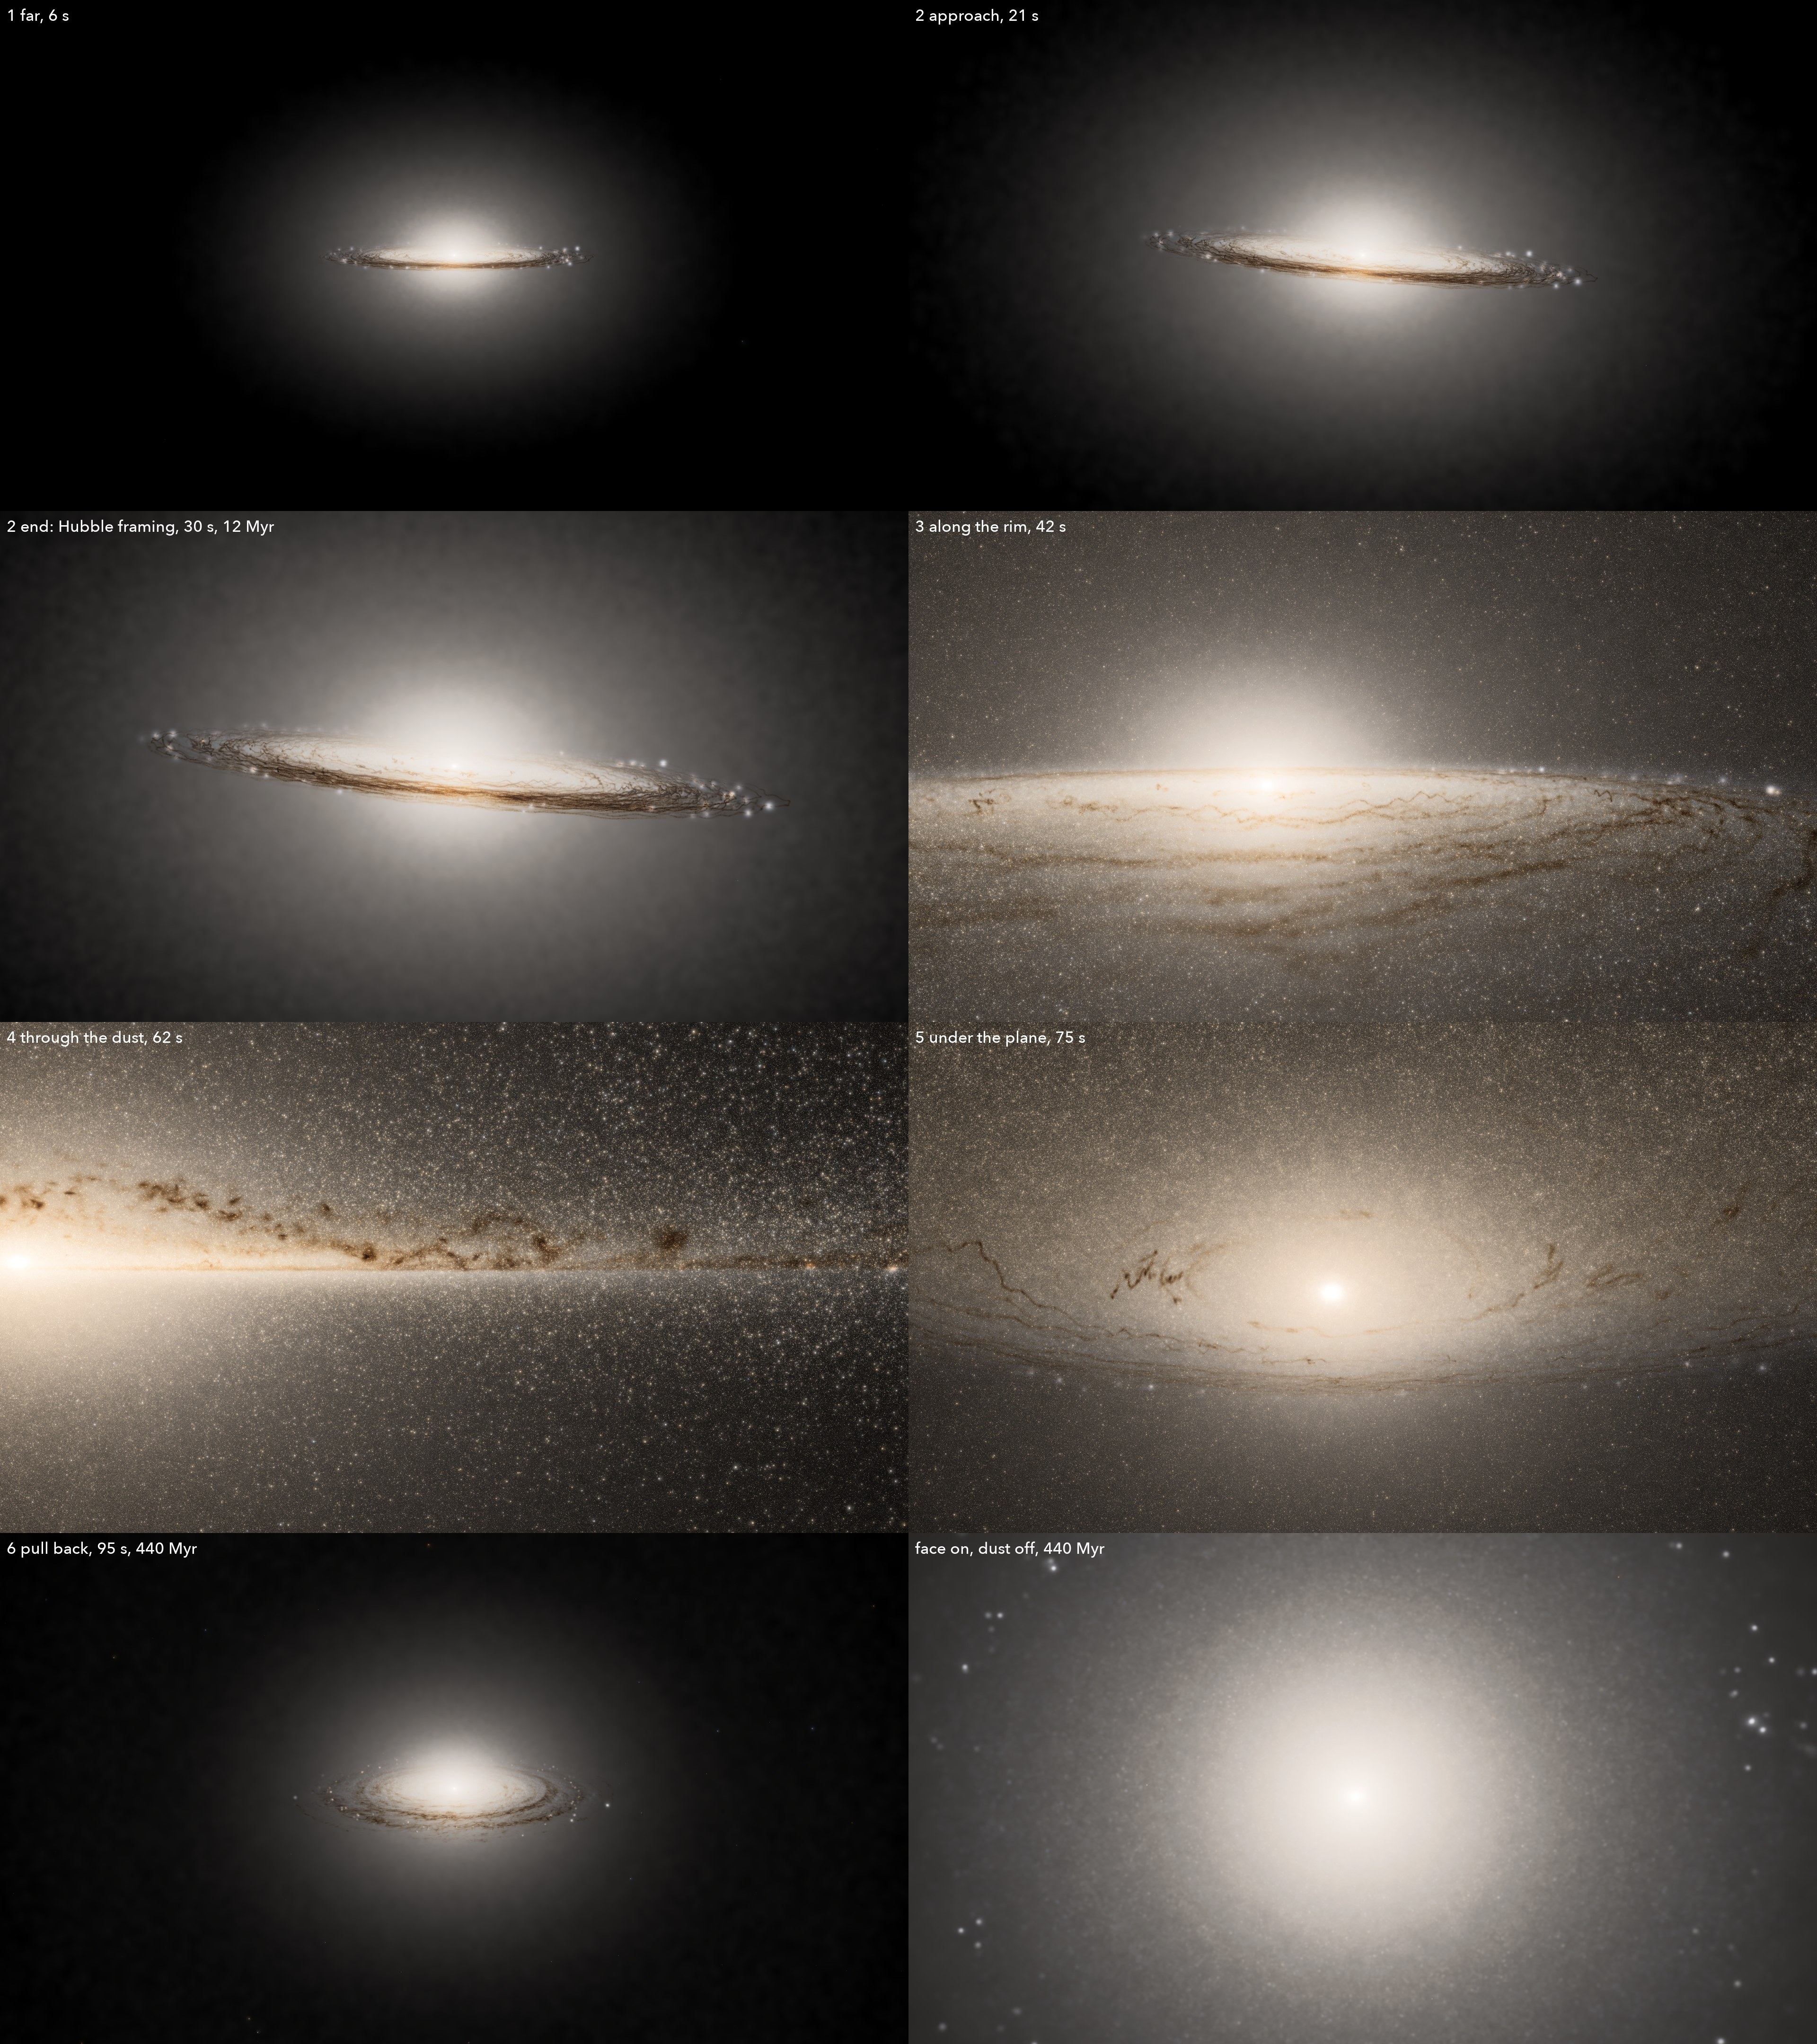 1 far, 6 s
2 approach, 21 s
2 end: Hubble framing, 30 s, 12 Myr
3 along the rim, 42 s
4 through the dust, 62 s
5 under the plane, 75 s
6 pull back, 95 s, 440 Myr
face on, dust off, 440 Myr